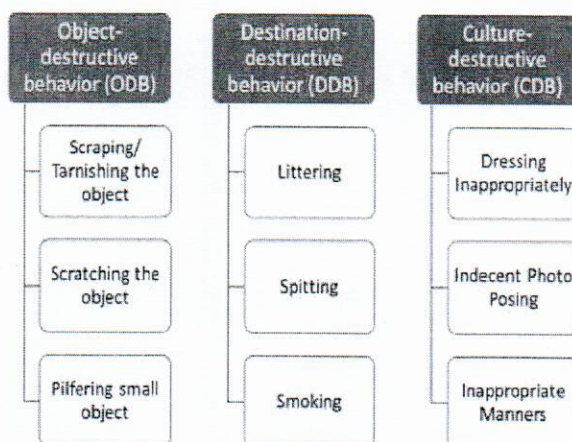 Object-
destructive
behavior (ODB)
Scraping/
Tarnishing the
object
Scratching the
object
Pilfering small
object
Destination-
destructive
behavior (DDB)
Littering
Spitting
Smoking
Culture-
destructive
behavior (CDB)
Dressing
Inappropriately
Indecent Photo
Posing
Inappropriate
Manners